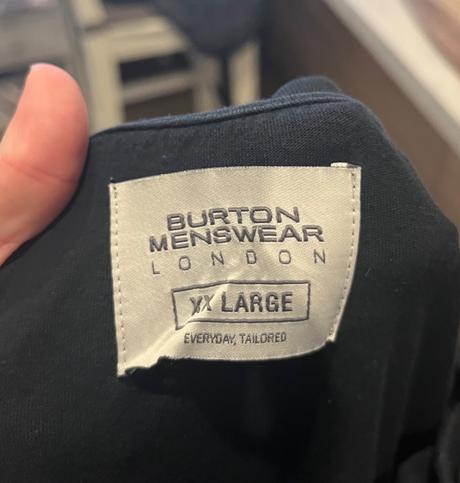 BURTON
MENSWEAR
LONDON
XX LARGE
EVERYDAY, TAILORED